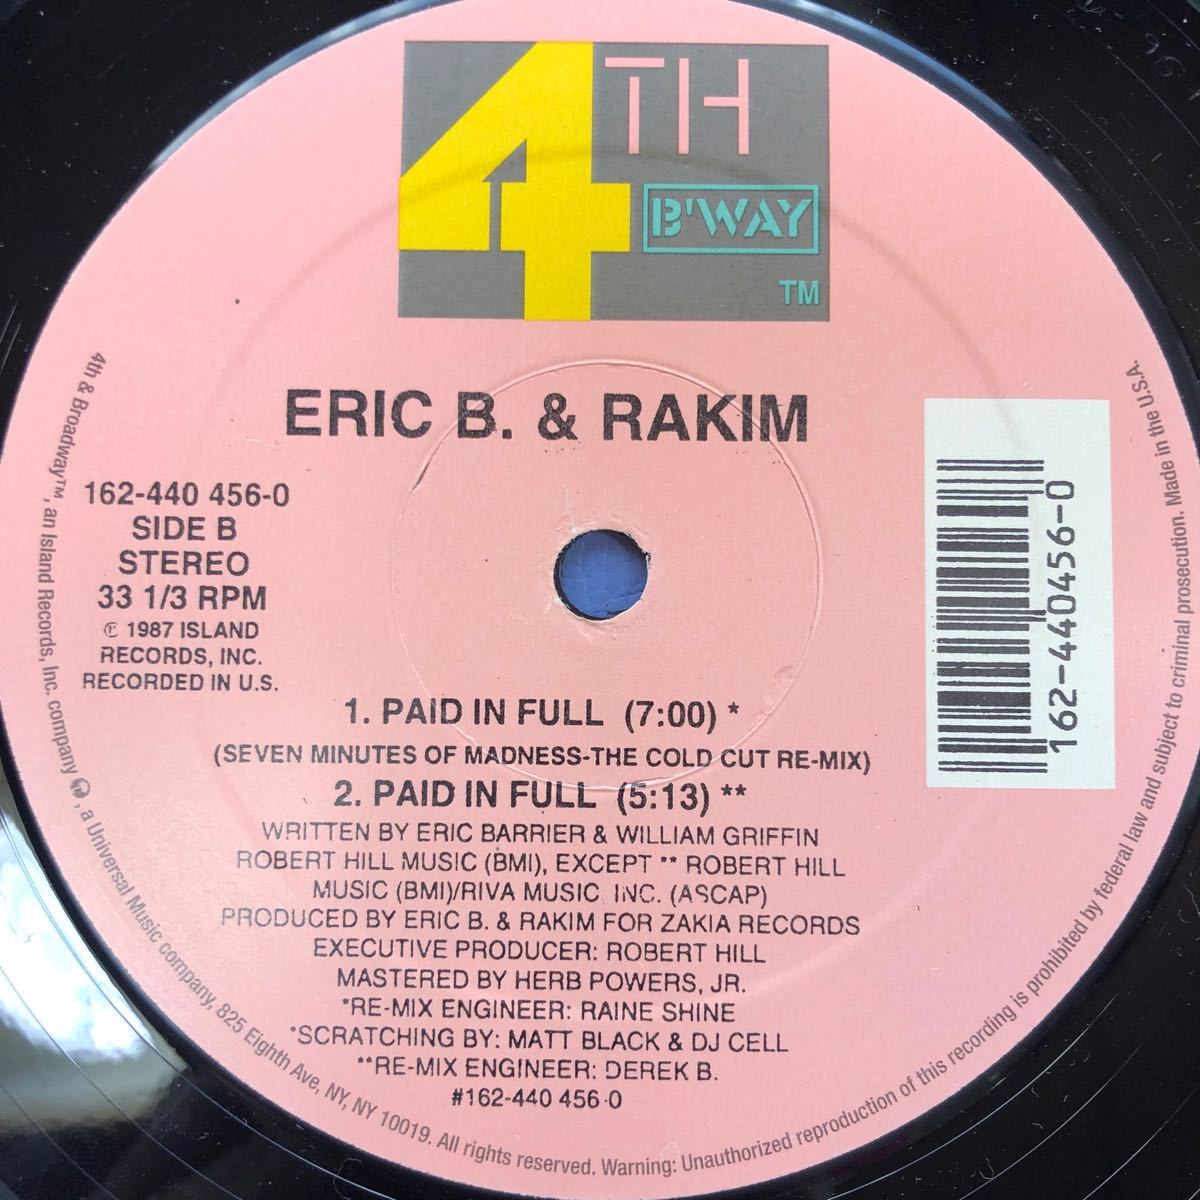 4TH
B'WAY
TM
ERIC B. & RAKIM
162-440 456-0
SIDE B
STEREO
33 1/3 RPM
℗ 1987 ISLAND
RECORDS, INC.
RECORDED IN U.S.
162-440456-0
1. PAID IN FULL (7:00) *
(SEVEN MINUTES OF MADNESS-THE COLD CUT RE-MIX)
2. PAID IN FULL (5:13) **
WRITTEN BY ERIC BARRIER & WILLIAM GRIFFIN
ROBERT HILL MUSIC (BMI), EXCEPT ** ROBERT HILL
MUSIC (BMI)/RIVA MUSIC, INC. (ASCAP)
PRODUCED BY ERIC B. & RAKIM FOR ZAKIA RECORDS
EXECUTIVE PRODUCER: ROBERT HILL
MASTERED BY HERB POWERS, JR.
*RE-MIX ENGINEER: RAINE SHINE
*SCRATCHING BY: MATT BLACK & DJ CELL
**RE-MIX ENGINEER: DEREK B.
#162-440 456-0
4th & Broadway™, an Island Records, Inc. company, a Universal Music company, 825 Eighth Ave, NY, NY 10019. All rights reserved. Warning: Unauthorized reproduction of this recording is prohibited by federal law and subject to criminal prosecution. Made in the U.S.A.